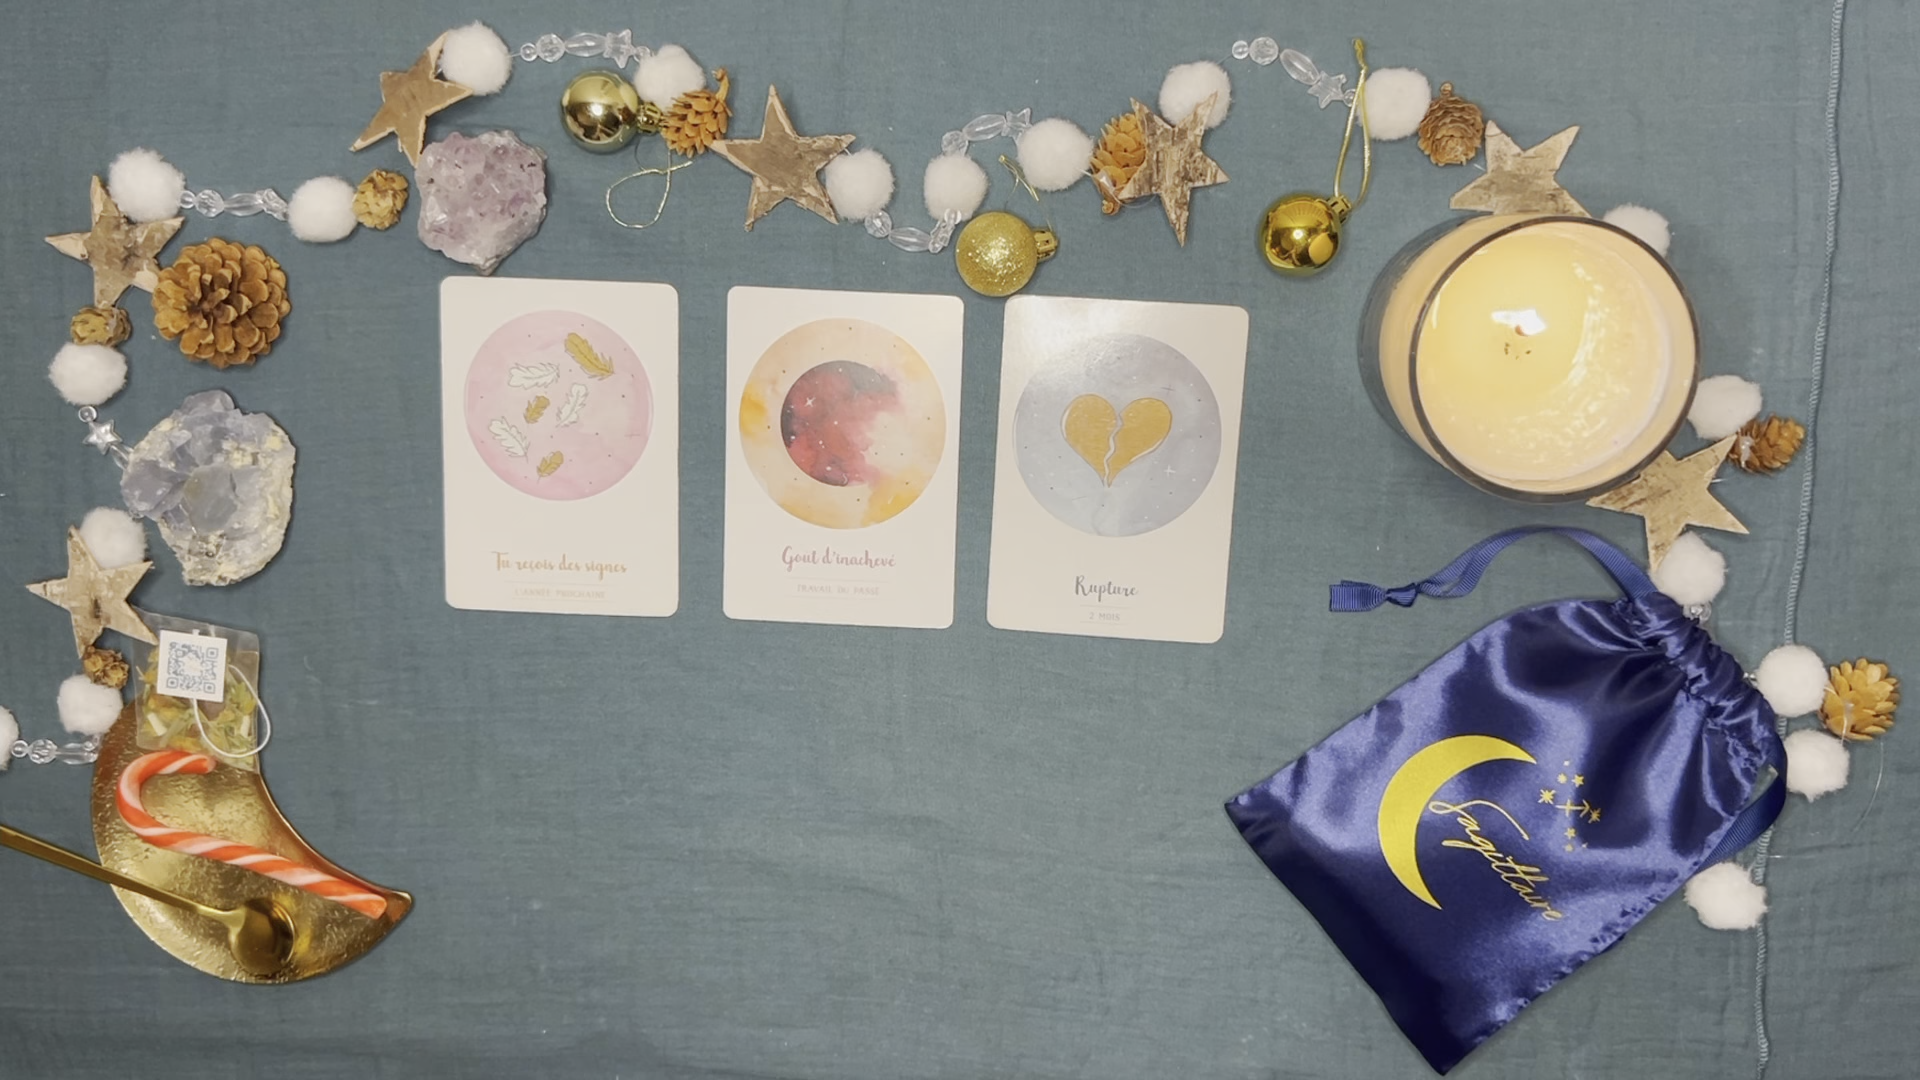 Tu reçois des signes
L'ANNÉE PROCHAINE
Gout d'inachevé
TRAVAIL DU PASSÉ
Rupture
2 MOIS
Sagittaire